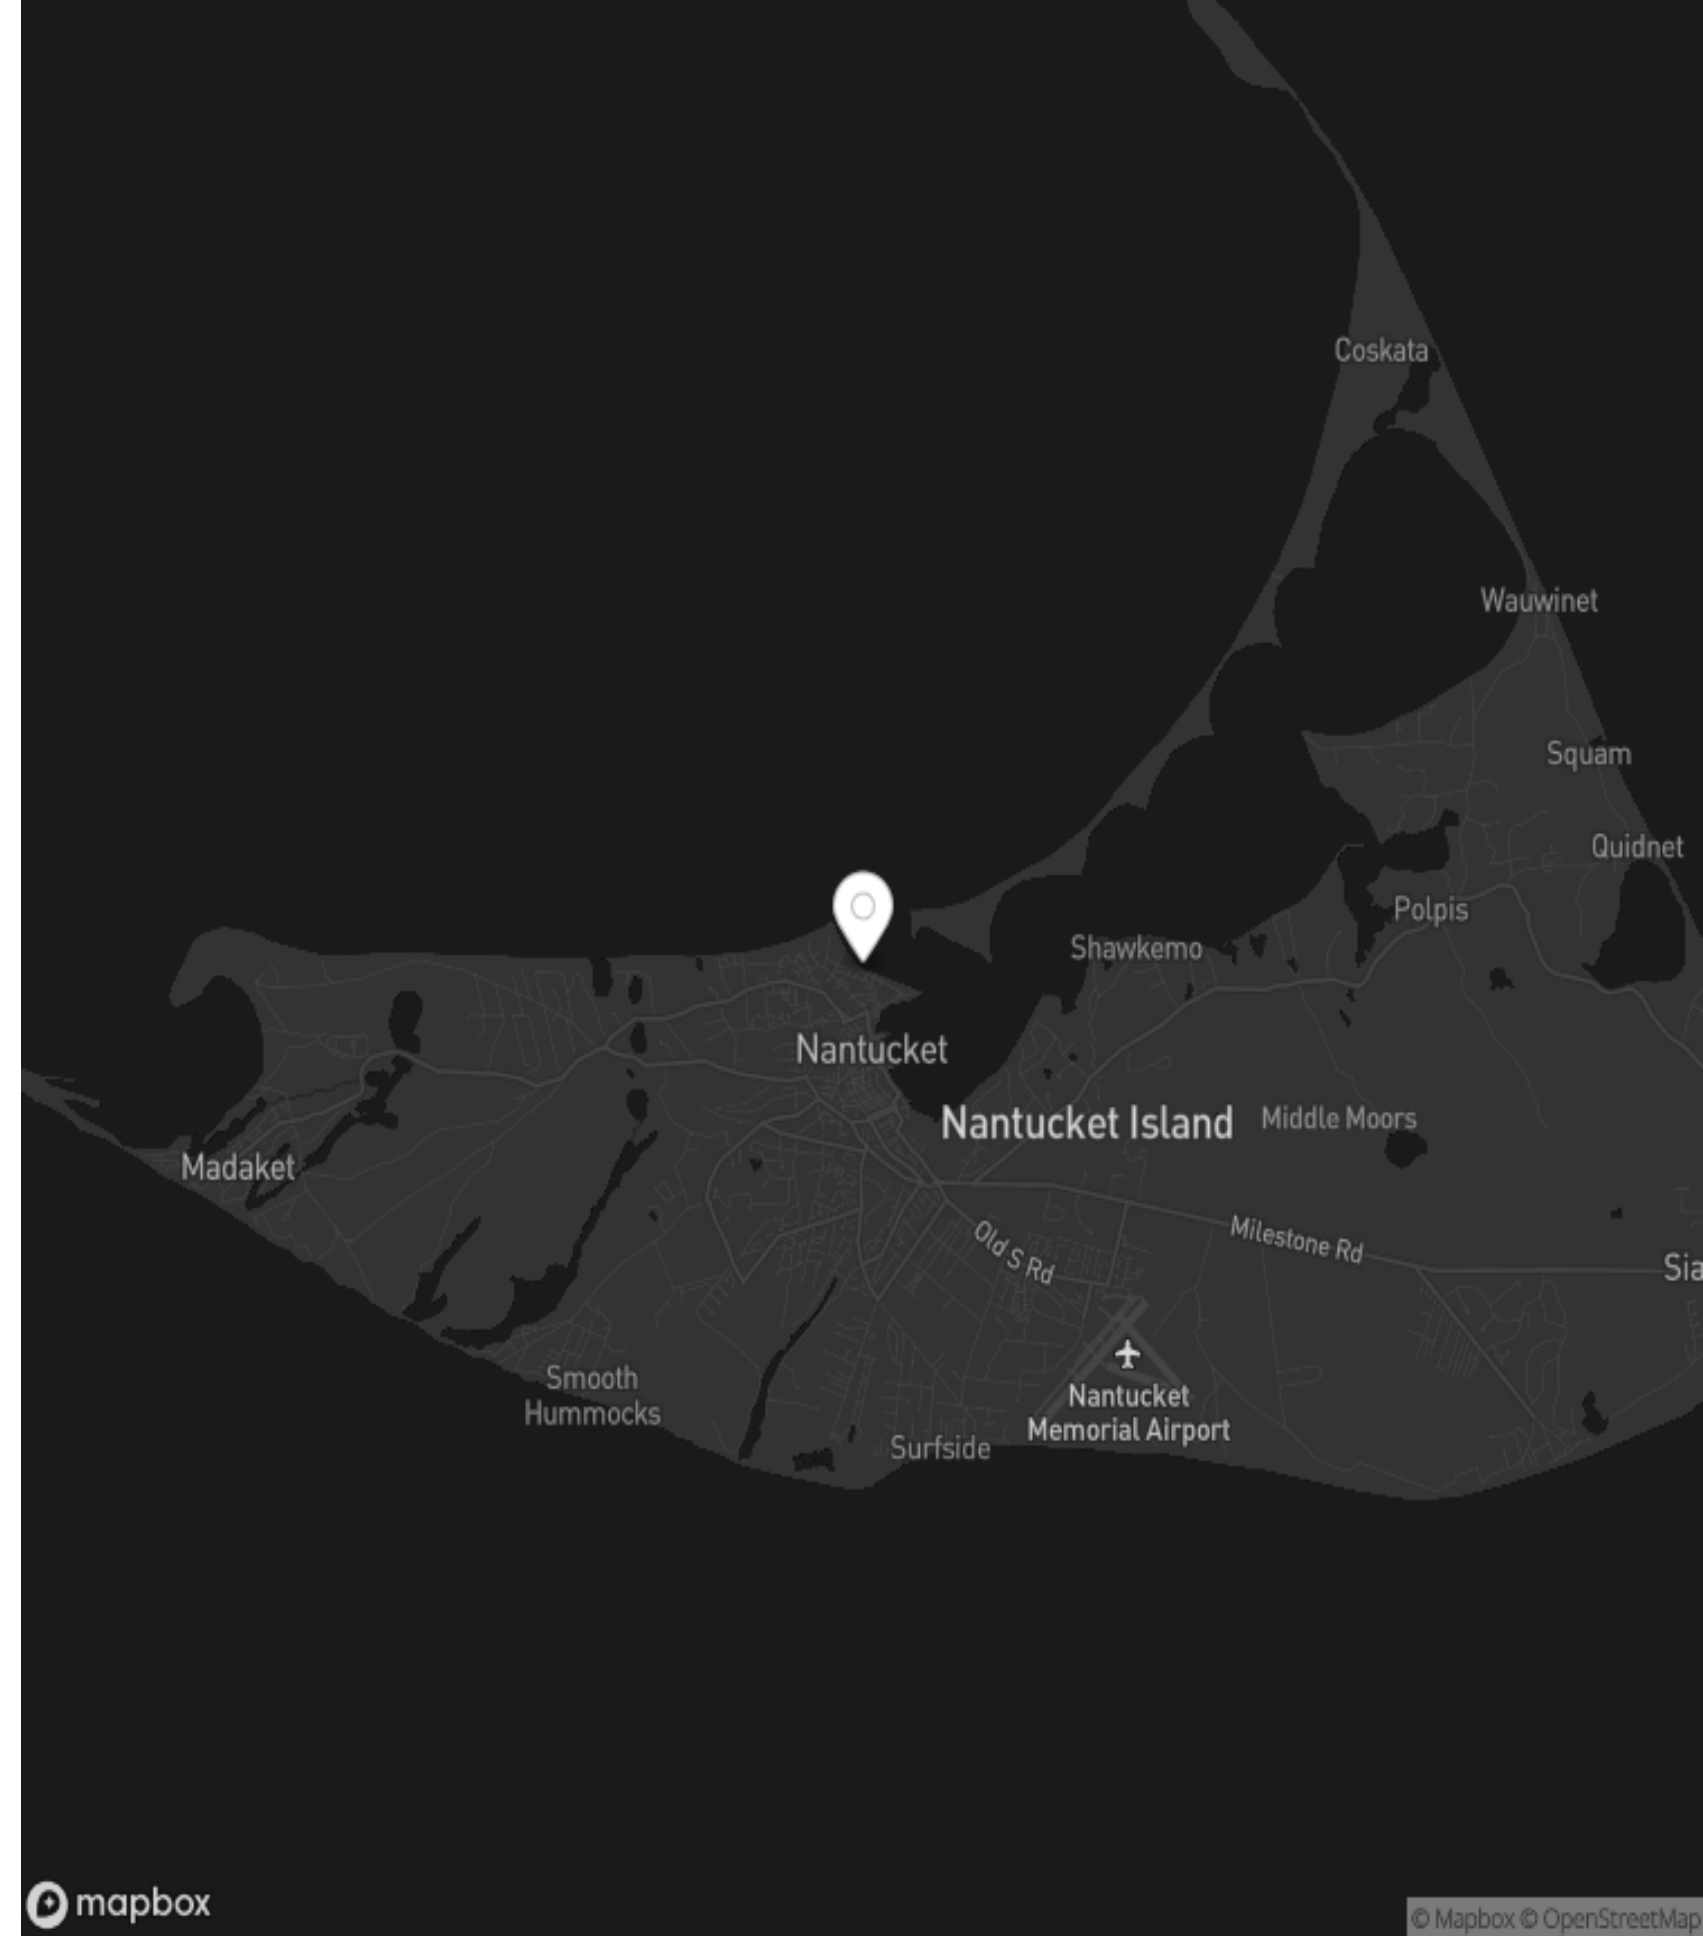 Coskata
Wauwinet
Squam
Quidnet
Polpis
Shawkemo
Nantucket
Nantucket Island
Middle Moors
Madaket
Old S Rd
Milestone Rd
Sia
Smooth
Hummocks
Nantucket
Memorial Airport
Surfside
mapbox
© Mapbox © OpenStreetMap